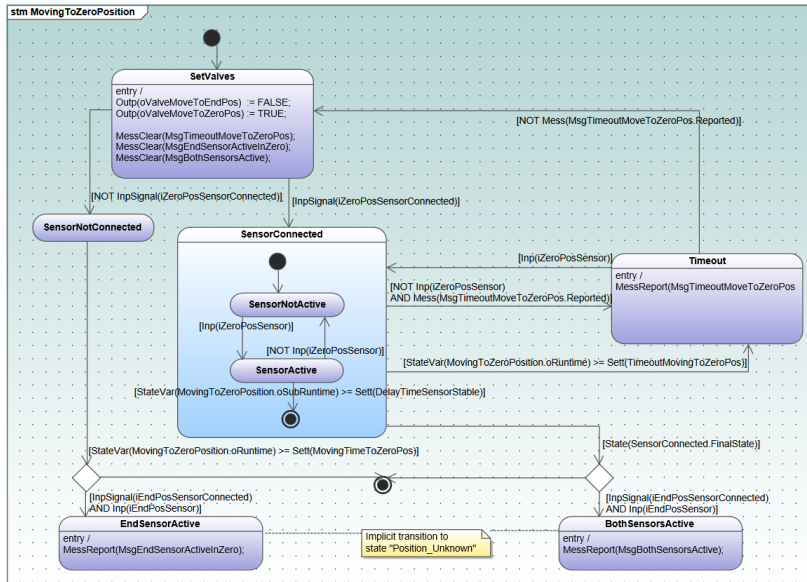 stm MovingToZeroPosition
SetValves
entry /
Outp(oValveMoveToEndPos) := FALSE;
Outp(oValveMoveToZeroPos) := TRUE;
MessClear(MsgTimeoutMoveToZeroPos);
MessClear(MsgEndSensorActiveInZero);
MessClear(MsgBothSensorsActive);
[NOT Mess(MsgTimeoutMoveToZeroPos.Reported)]
[NOT InpSignal(iZeroPosSensorConnected)]
[InpSignal(iZeroPosSensorConnected)]
SensorNotConnected
SensorConnected
[Inp(iZeroPosSensor)]
Timeout
entry /
MessReport(MsgTimeoutMoveToZeroPos
[NOT Inp(iZeroPosSensor)
AND Mess(MsgTimeoutMoveToZeroPos.Reported)]
SensorNotActive
[Inp(iZeroPosSensor)]
[NOT Inp(iZeroPosSensor)]
SensorActive
[StateVar(MovingToZeroPosition.oRuntime) >= Sett(TimeoutMovingToZeroPos)]
[StateVar(MovingToZeroPosition.oSubRuntime) >= Sett(DelayTimeSensorStable)]
[State(SensorConnected.FinalState)]
[StateVar(MovingToZeroPosition.oRuntime) >= Sett(MovingTimeToZeroPos)]
[InpSignal(iEndPosSensorConnected)
AND Inp(iEndPosSensor)]
[InpSignal(iEndPosSensorConnected)
AND Inp(iEndPosSensor)]
EndSensorActive
entry /
MessReport(MsgEndSensorActiveInZero);
Implicit transition to
state "Position_Unknown"
BothSensorsActive
entry /
MessReport(MsgBothSensorsActive);